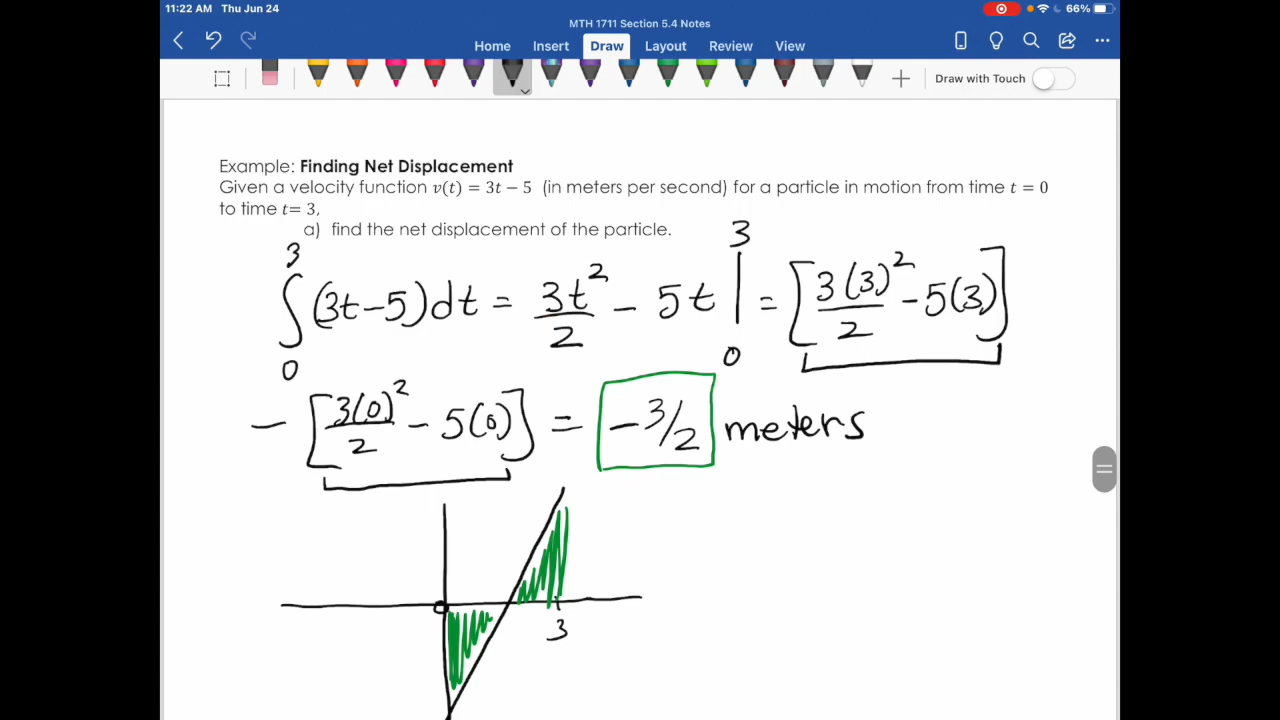 11:22 AM Thu Jun 24
66%
MTH 1711 Section 5.4 Notes
Home Insert Draw Layout Review View
Draw with Touch
Example: Finding Net Displacement
Given a velocity function v(t) = 3t − 5 (in meters per second) for a particle in motion from time t = 0
to time t= 3,
a) find the net displacement of the particle.
∫₀³ (3t−5)dt = 3t²/2 − 5t |₀³ = [3(3)²/2 − 5(3)]
− [3(0)²/2 − 5(0)] = −3/2 meters
0
3